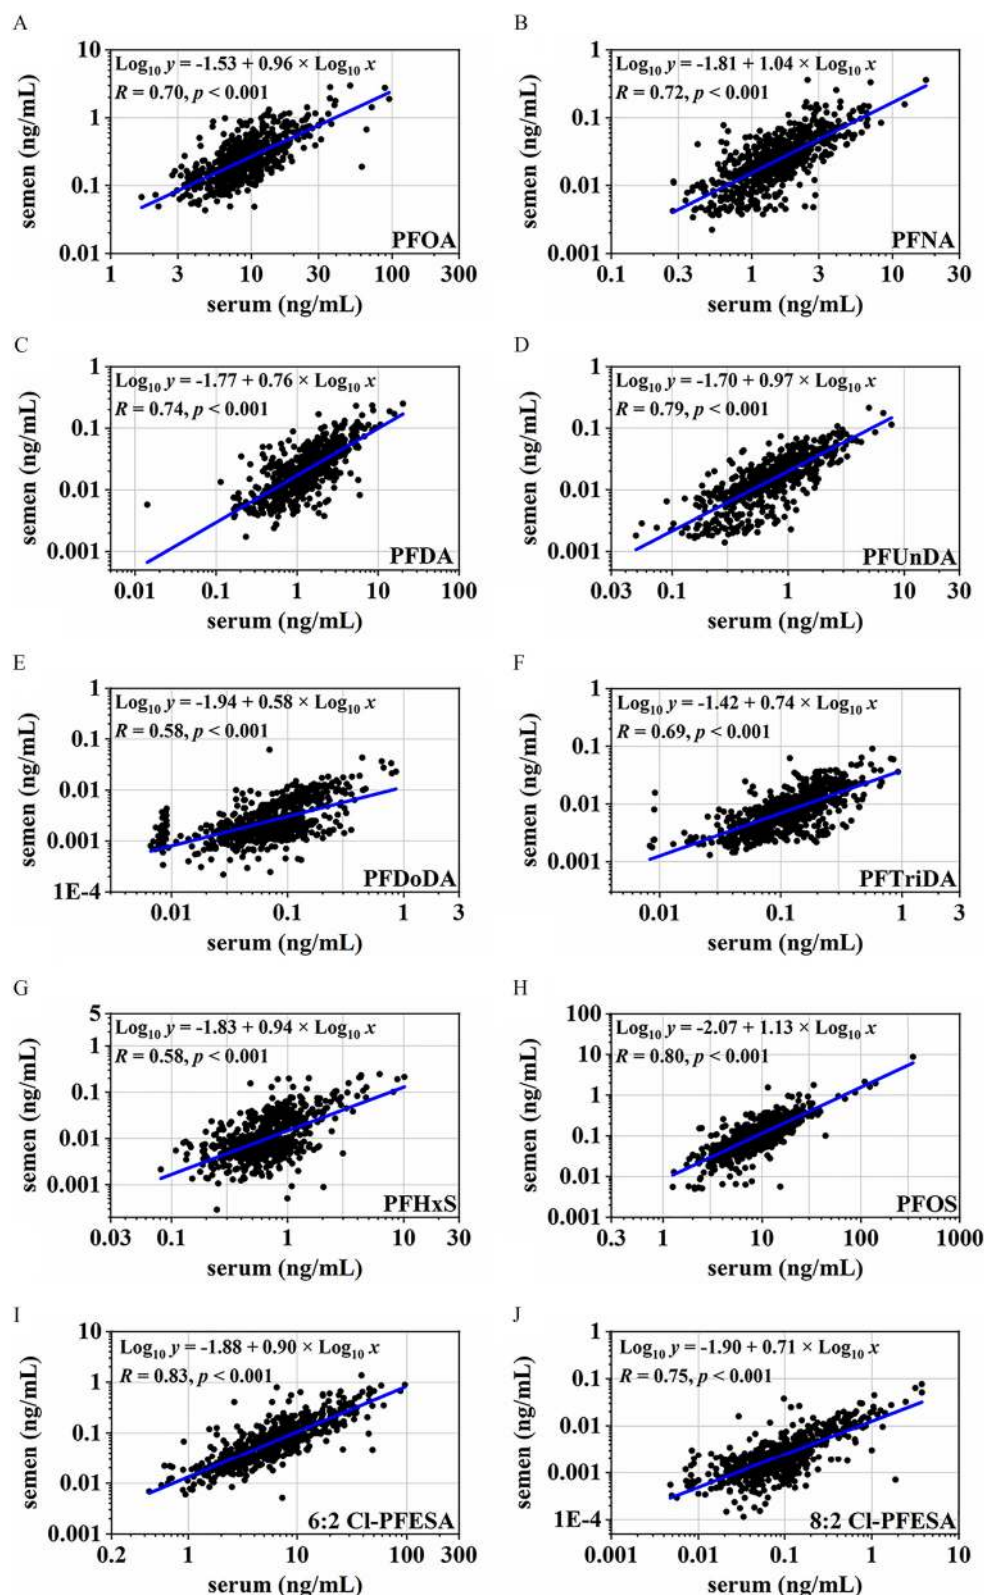 A
Log₁₀ y = -1.53 + 0.96 × Log₁₀ x
R = 0.70, p < 0.001
10
1
0.1
0.01
semen (ng/mL)
PFOA
1 3 10 30 100
serum (ng/mL)
B
Log₁₀ y = -1.81 + 1.04 × Log₁₀ x
R = 0.72, p < 0.001
1
0.1
0.01
0.001
semen (ng/mL)
PFNA
0.1 0.3 1 3 10 30
serum (ng/mL)
C
Log₁₀ y = -1.77 + 0.76 × Log₁₀ x
R = 0.74, p < 0.001
1
0.1
0.01
0.001
semen (ng/mL)
PFDA
0.01 0.1 1 10 100
serum (ng/mL)
D
Log₁₀ y = -1.70 + 0.97 × Log₁₀ x
R = 0.79, p < 0.001
1
0.1
0.01
0.001
semen (ng/mL)
PFUnDA
0.03 0.1 1 10 30
serum (ng/mL)
E
Log₁₀ y = -1.94 + 0.58 × Log₁₀ x
R = 0.58, p < 0.001
1
0.1
0.01
0.001
1E-4
semen (ng/mL)
PFDoDA
0.01 0.1 1 3
serum (ng/mL)
F
Log₁₀ y = -1.42 + 0.74 × Log₁₀ x
R = 0.69, p < 0.001
1
0.1
0.01
0.001
semen (ng/mL)
PFTriDA
0.01 0.1 1 3
serum (ng/mL)
G
Log₁₀ y = -1.83 + 0.94 × Log₁₀ x
R = 0.58, p < 0.001
5
1
0.1
0.01
0.001
semen (ng/mL)
PFHxS
0.03 0.1 1 10 30
serum (ng/mL)
H
Log₁₀ y = -2.07 + 1.13 × Log₁₀ x
R = 0.80, p < 0.001
100
10
1
0.1
0.01
0.001
semen (ng/mL)
PFOS
0.3 1 10 100 1000
serum (ng/mL)
I
Log₁₀ y = -1.88 + 0.90 × Log₁₀ x
R = 0.83, p < 0.001
10
1
0.1
0.01
0.001
semen (ng/mL)
6:2 Cl-PFESA
0.2 1 10 100 300
serum (ng/mL)
J
Log₁₀ y = -1.90 + 0.71 × Log₁₀ x
R = 0.75, p < 0.001
1
0.1
0.01
0.001
1E-4
semen (ng/mL)
8:2 Cl-PFESA
0.001 0.01 0.1 1 10
serum (ng/mL)